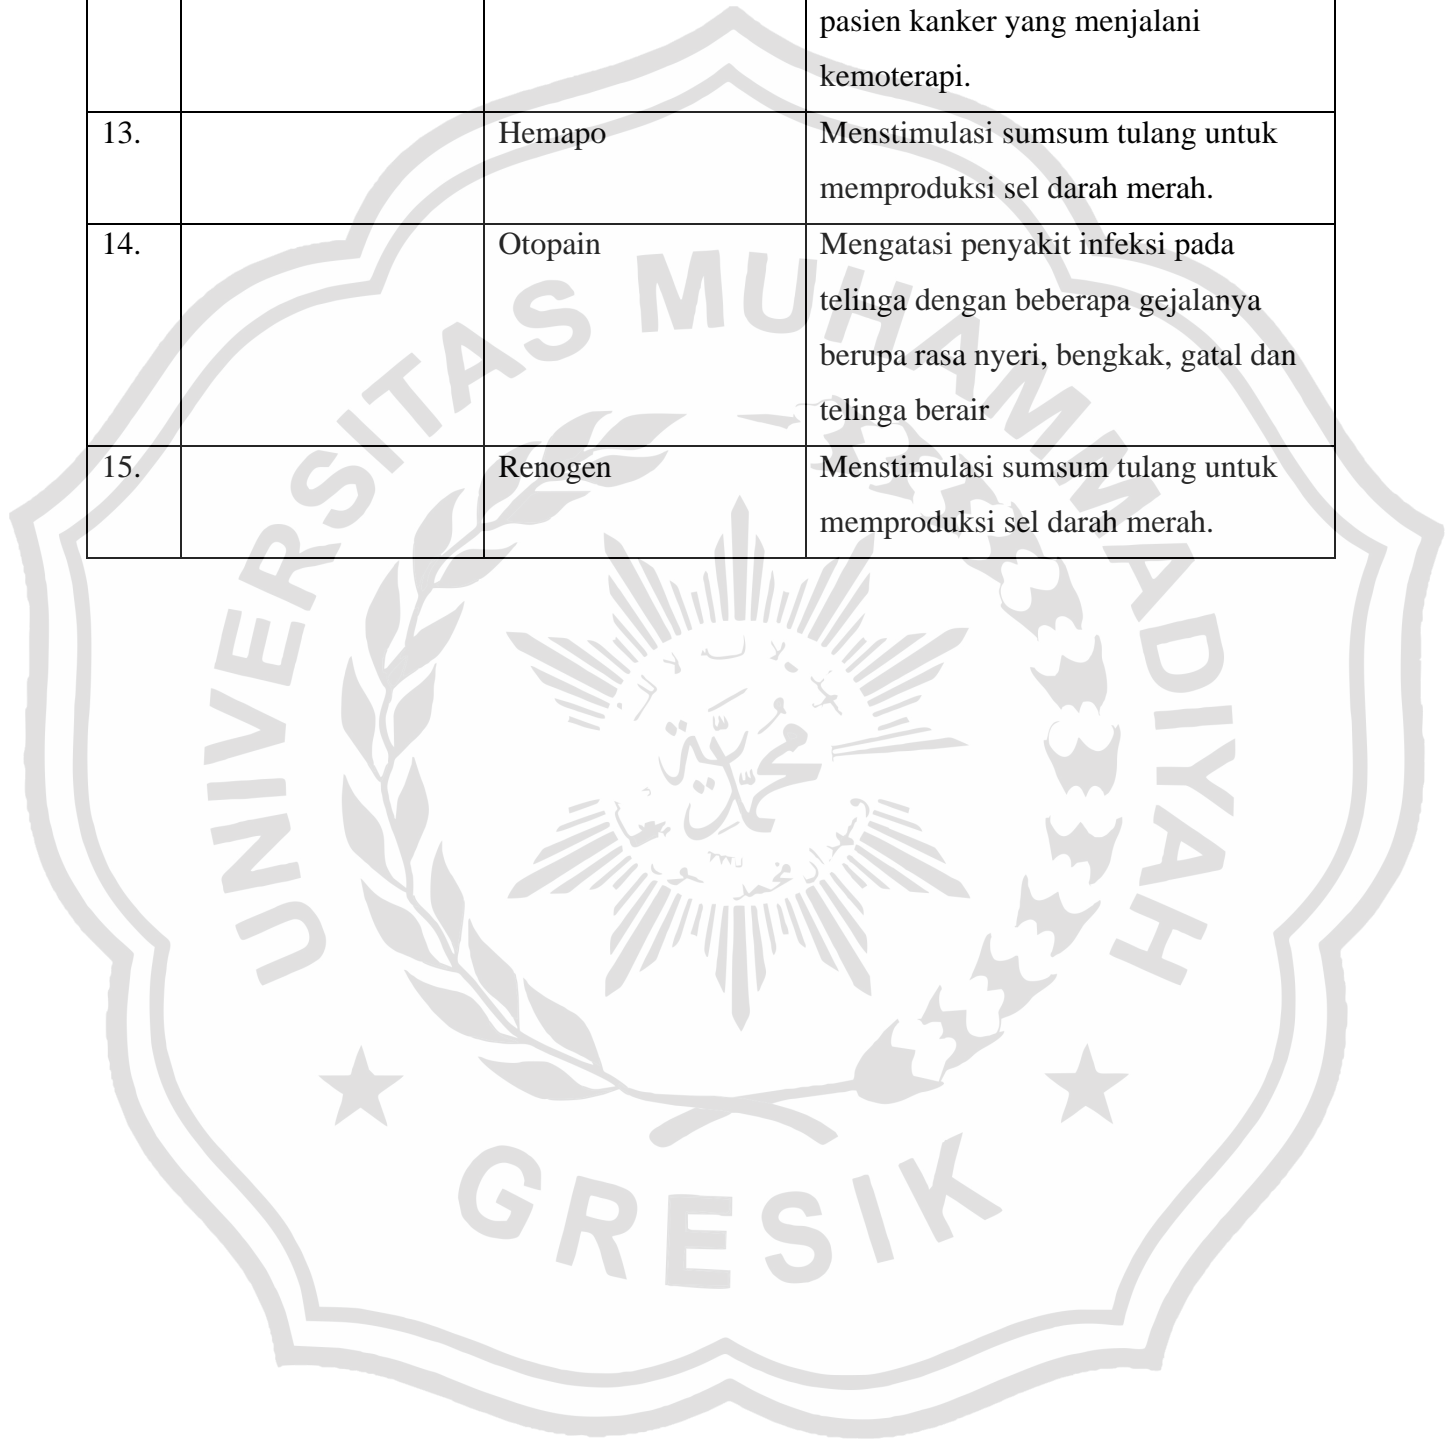 pasien kanker yang menjalani
kemoterapi.
13. Hemapo Menstimulasi sumsum tulang untuk
memproduksi sel darah merah.
14. Otopain Mengatasi penyakit infeksi pada
telinga dengan beberapa gejalanya
berupa rasa nyeri, bengkak, gatal dan
telinga berair
15. Renogen Menstimulasi sumsum tulang untuk
memproduksi sel darah merah.
UNIVERSITAS MUHAMMADIYAH
محمدية
GRESIK